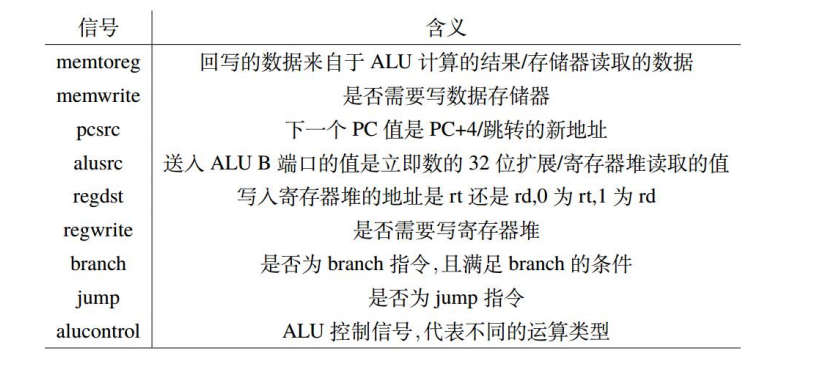 信号 含义
memtoreg 回写的数据来自于 ALU 计算的结果/存储器读取的数据
memwrite 是否需要写数据存储器
pcsrc 下一个 PC 值是 PC+4/跳转的新地址
alusrc 送入 ALU B 端口的值是立即数的 32 位扩展/寄存器堆读取的值
regdst 写入寄存器堆的地址是 rt 还是 rd,0 为 rt,1 为 rd
regwrite 是否需要写寄存器堆
branch 是否为 branch 指令,且满足 branch 的条件
jump 是否为 jump 指令
alucontrol ALU 控制信号,代表不同的运算类型